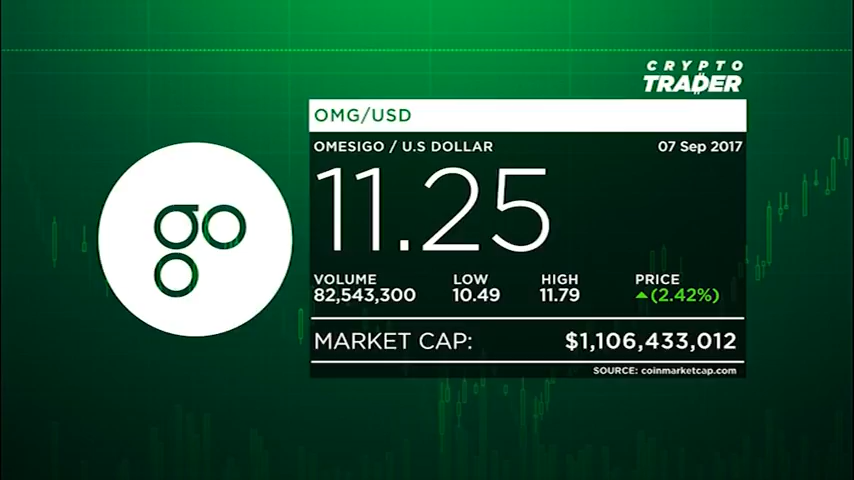 CRYPTO
TRADER
OMG/USD
OMESIGO / U.S DOLLAR 07 Sep 2017
11.25
go
VOLUME LOW HIGH PRICE
82,543,300 10.49 11.79 (2.42%)
MARKET CAP: $1,106,433,012
SOURCE: coinmarketcap.com